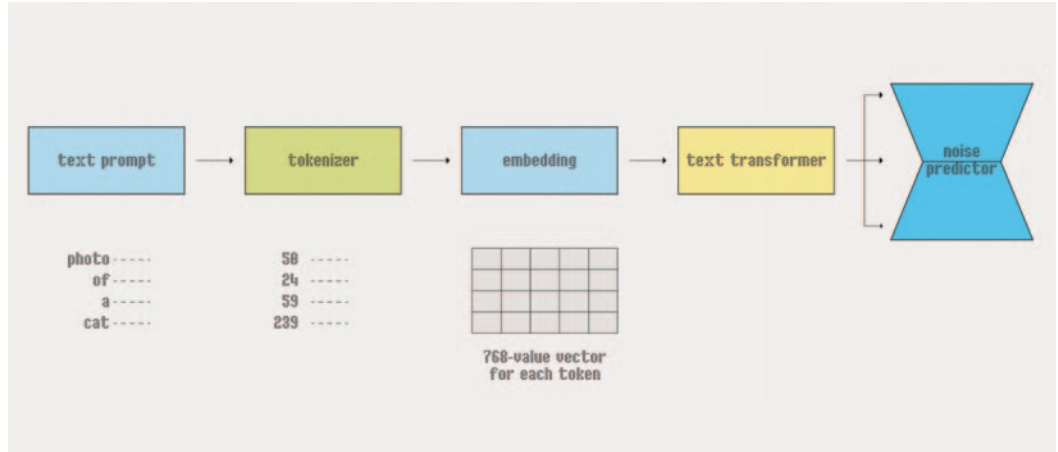 text prompt
tokenizer
embedding
text transformer
noise
predictor
photo
of
a
cat
50
24
59
239
768-value vector
for each token